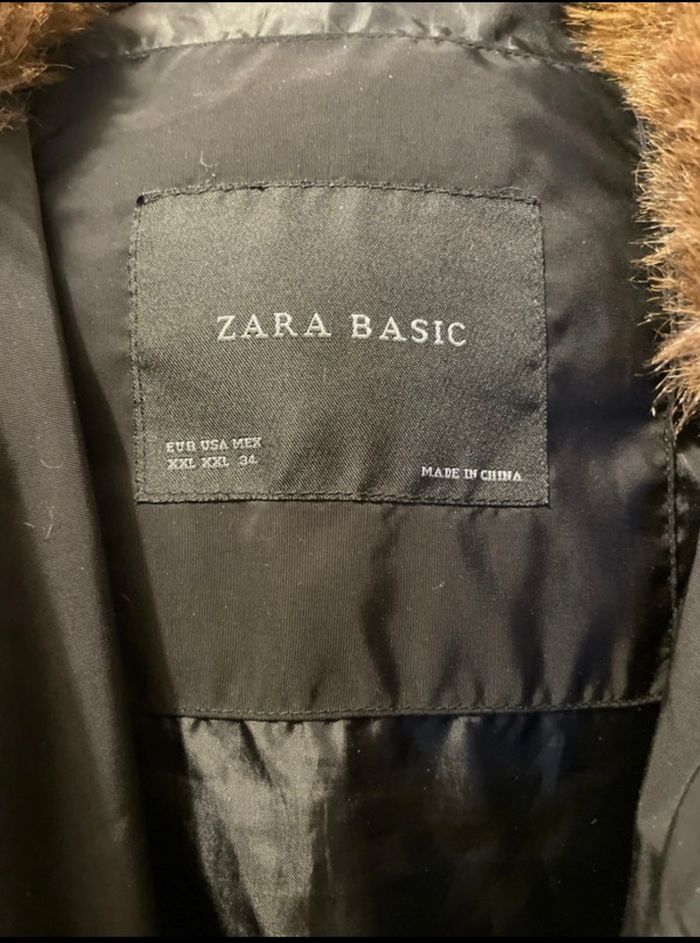 ZARA BASIC
EUR USA MEX
XXL XXL 34
MADE IN CHINA